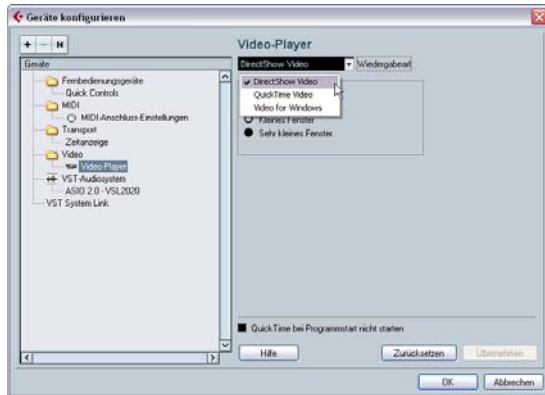 Geräte konfigurieren
Geräte
Fernbedienungsgeräte
Quick Controls
MIDI
MIDI-Anschluss-Einstellungen
Transport
Zeitanzeige
Video
Video-Player
VST-Audiosystem
ASIO 2.0 - VSL2020
VST System Link
Video-Player
DirectShow Video
Wiedergabeart
DirectShow Video
QuickTime Video
Video for Windows
Kleines Fenster
Sehr kleines Fenster
QuickTime bei Programmstart nicht starten
Hilfe
Zurücksetzen
Übernehmen
OK
Abbrechen